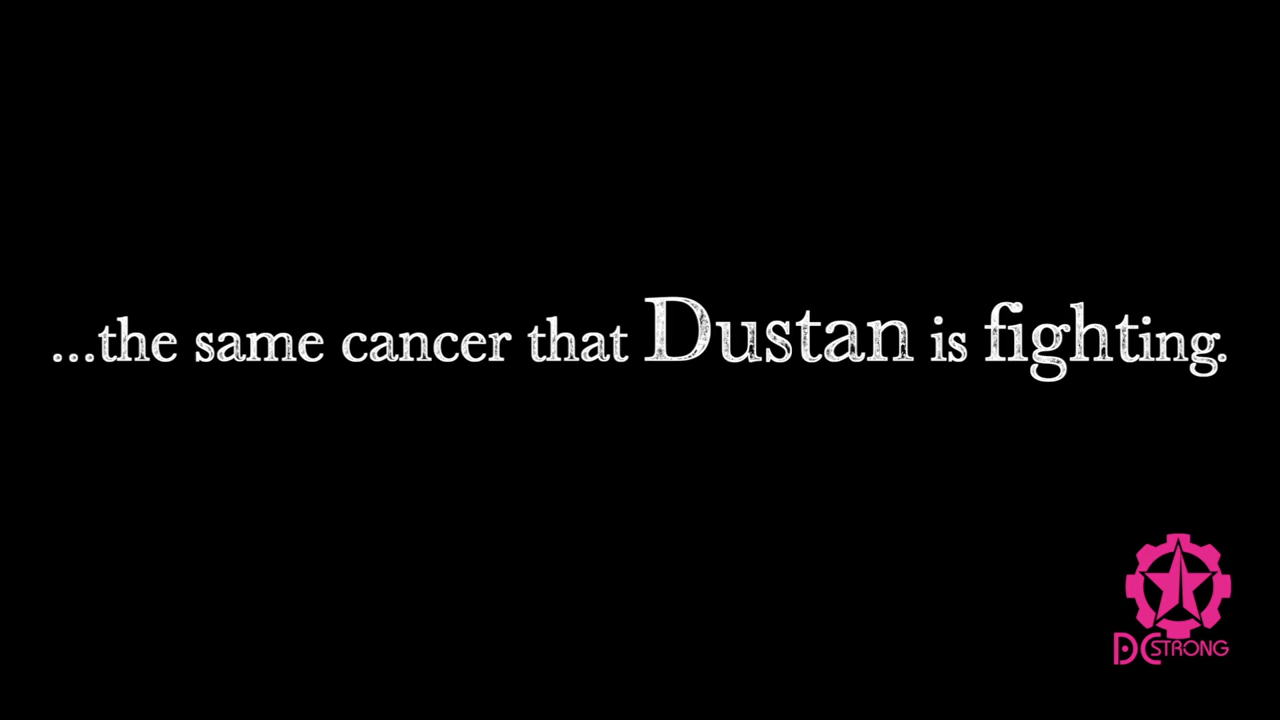 ...the same cancer that Dustan is fighting.
DC STRONG